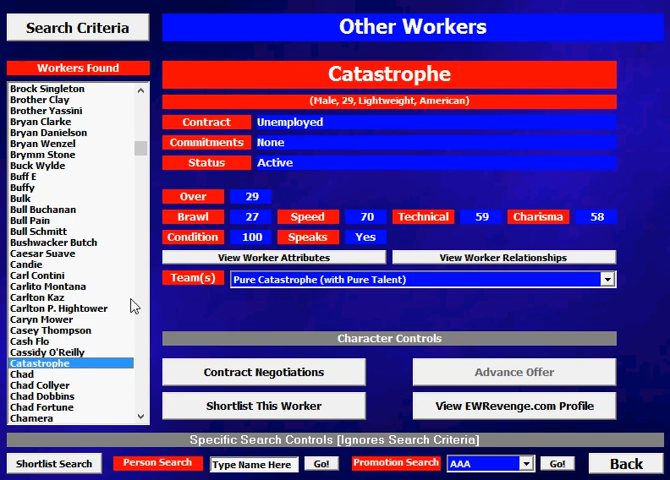 Search Criteria
Other Workers
Workers Found
Brock Singleton
Brother Clay
Brother Yassini
Bryan Clarke
Bryan Danielson
Bryan Wenzel
Brymm Stone
Buck Wylde
Buff E
Buffy
Bulk
Bull Buchanan
Bull Pain
Bull Schmitt
Bushwacker Butch
Caesar Suave
Candie
Carl Contini
Carlito Montana
Carlton Kaz
Carlton P. Hightower
Caryn Mower
Casey Thompson
Cash Flo
Cassidy O'Reilly
Catastrophe
Chad
Chad Collyer
Chad Dobbins
Chad Fortune
Chamera
Catastrophe
(Male, 29, Lightweight, American)
Contract Unemployed
Commitments None
Status Active
Over 29
Brawl 27 Speed 70 Technical 59 Charisma 58
Condition 100 Speaks Yes
View Worker Attributes View Worker Relationships
Team(s) Pure Catastrophe (with Pure Talent)
Character Controls
Contract Negotiations Advance Offer
Shortlist This Worker View EWRevenge.com Profile
Specific Search Controls [Ignores Search Criteria]
Shortlist Search Person Search Type Name Here Go! Promotion Search AAA Go! Back